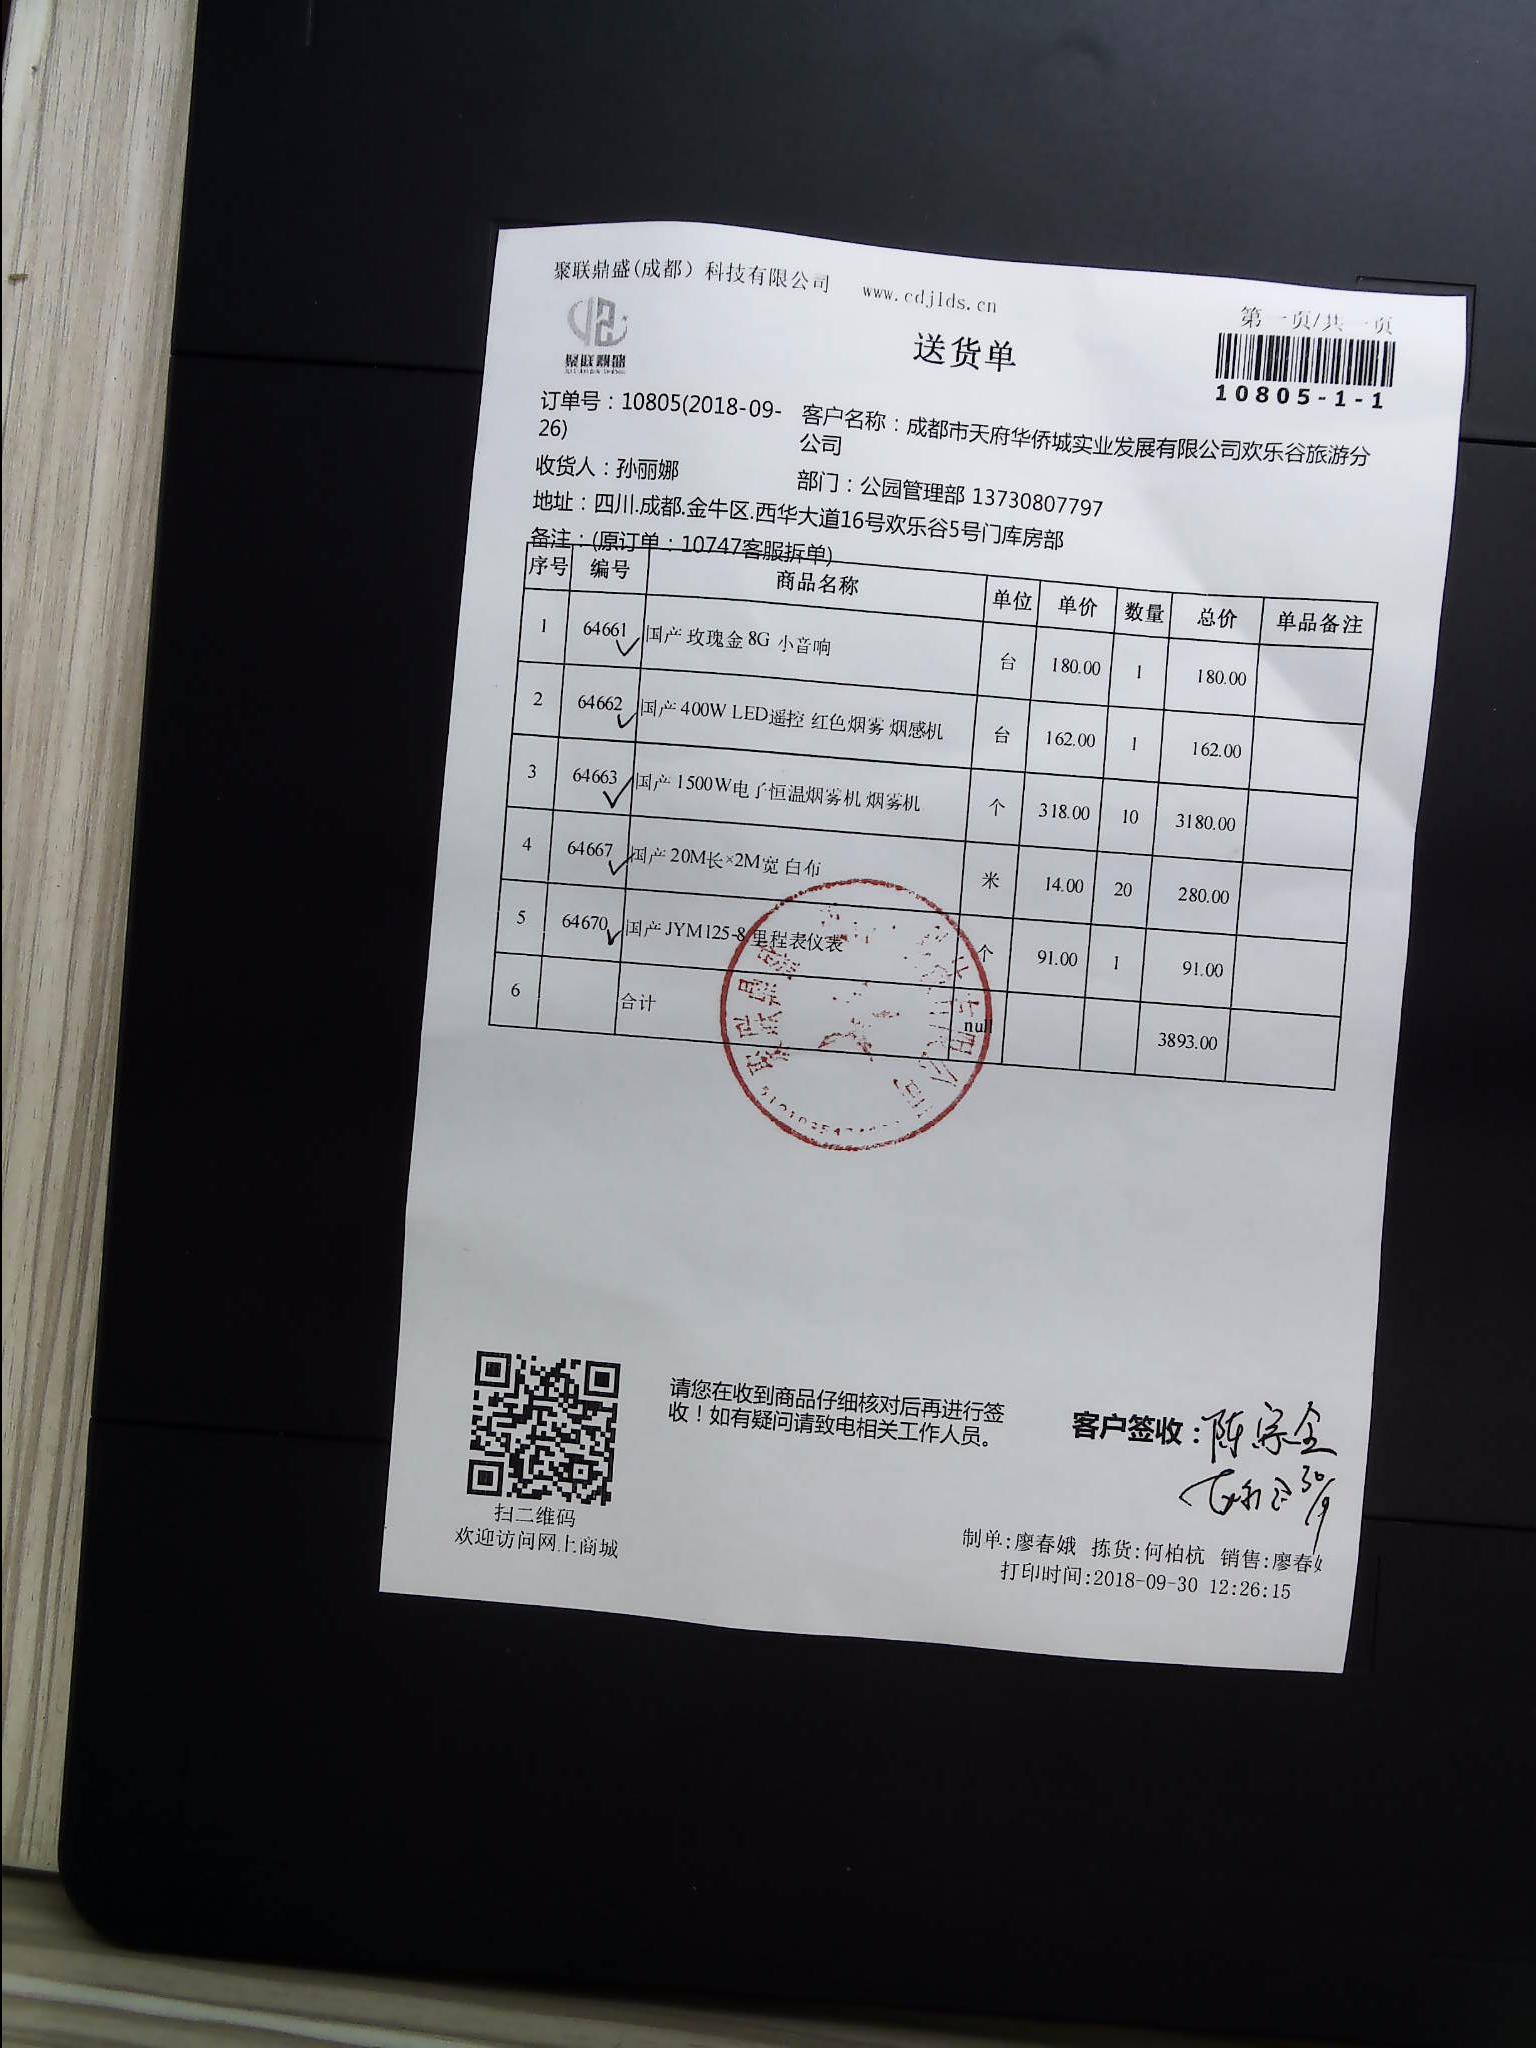 聚联鼎盛(成都）科技有限公司 www.cdjlds.cn
第一页/共一页
聚联鼎盛
送货单
10805-1-1
订单号：10805(2018-09-
26)
客户名称：成都市天府华侨城实业发展有限公司欢乐谷旅游分
公司
收货人：孙丽娜 部门：公园管理部 13730807797
地址：四川.成都.金牛区.西华大道16号欢乐谷5号门库房部
备注：(原订单：10747客服拆单)
序号 编号 商品名称 单位 单价 数量 总价 单品备注
1 64661 国产 玫瑰金 8G 小音响 台 180.00 1 180.00
2 64662 国产 400W LED遥控 红色烟雾 烟感机 台 162.00 1 162.00
3 64663 国产 1500W电子恒温烟雾机 烟雾机 个 318.00 10 3180.00
4 64667 国产 20M长×2M宽 白布 米 14.00 20 280.00
5 64670 国产 JYM125-8 里程表仪表 个 91.00 1 91.00
6 合计 null 3893.00
请您在收到商品仔细核对后再进行签
收！如有疑问请致电相关工作人员。
客户签收：陈宗全
30/9
扫二维码
欢迎访问网上商城
制单:廖春娥 拣货:何柏杭 销售:廖春
打印时间:2018-09-30 12:26:15